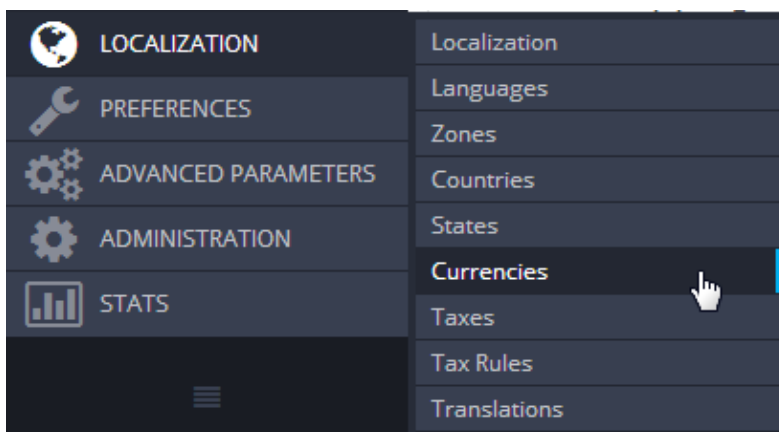 LOCALIZATION
PREFERENCES
ADVANCED PARAMETERS
ADMINISTRATION
STATS
Localization
Languages
Zones
Countries
States
Currencies
Taxes
Tax Rules
Translations